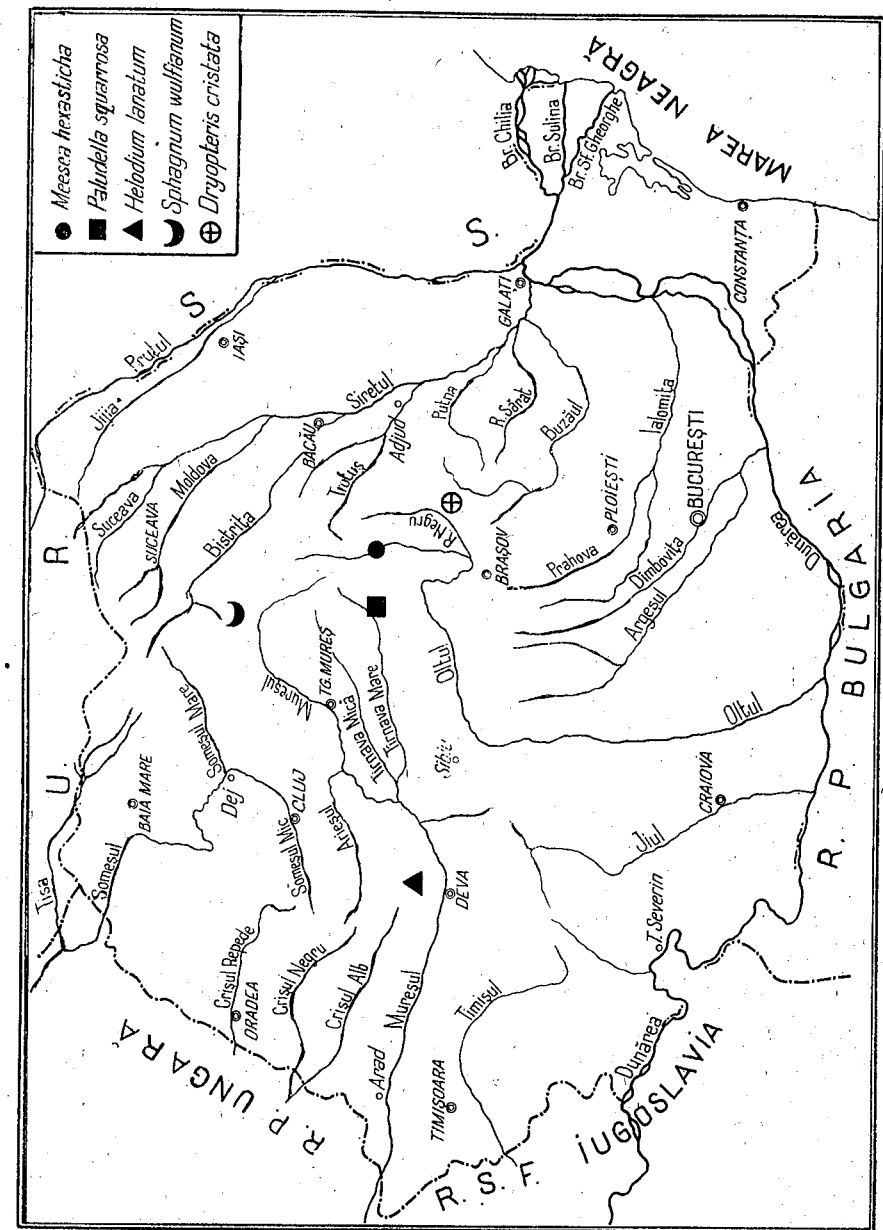 Meesea hexasticha
Paludella squarrosa
Helodium lanatum
Sphagnum wulfianum
Dryopteris cristata
U. R. S. S.
R. P. UNGARĂ
R. S. F. IUGOSLAVIA
R. P. BULGARIA
MAREA NEAGRĂ
Tisa
Someșul
BAIA MARE
Someșul Mare
Dej
Someșul Mic
CLUJ
Crișul Repede
ORADEA
Crișul Negru
Crișul Alb
Arieșul
Mureșul
TG. MUREȘ
Tîrnava Mică
Tîrnava Mare
Arad
Mureșul
DEVA
TIMIȘOARA
Timișul
Sibiu
Oltul
BRAȘOV
R. Negru
Suceava
SUCEAVA
Moldova
Bistrița
Jijia
Prutul
IAȘI
Siretul
BACĂU
Trotuș
Adjud
Putna
R. Sărat
Buzăul
GALAȚI
Br. Chilia
Br. Sulina
Br. Sf. Gheorghe
CONSTANȚA
Ialomița
PLOIEȘTI
Prahova
BUCUREȘTI
Dîmbovița
Argeșul
Oltul
Dunărea
CRAIOVA
Jiul
T. Severin
Dunărea